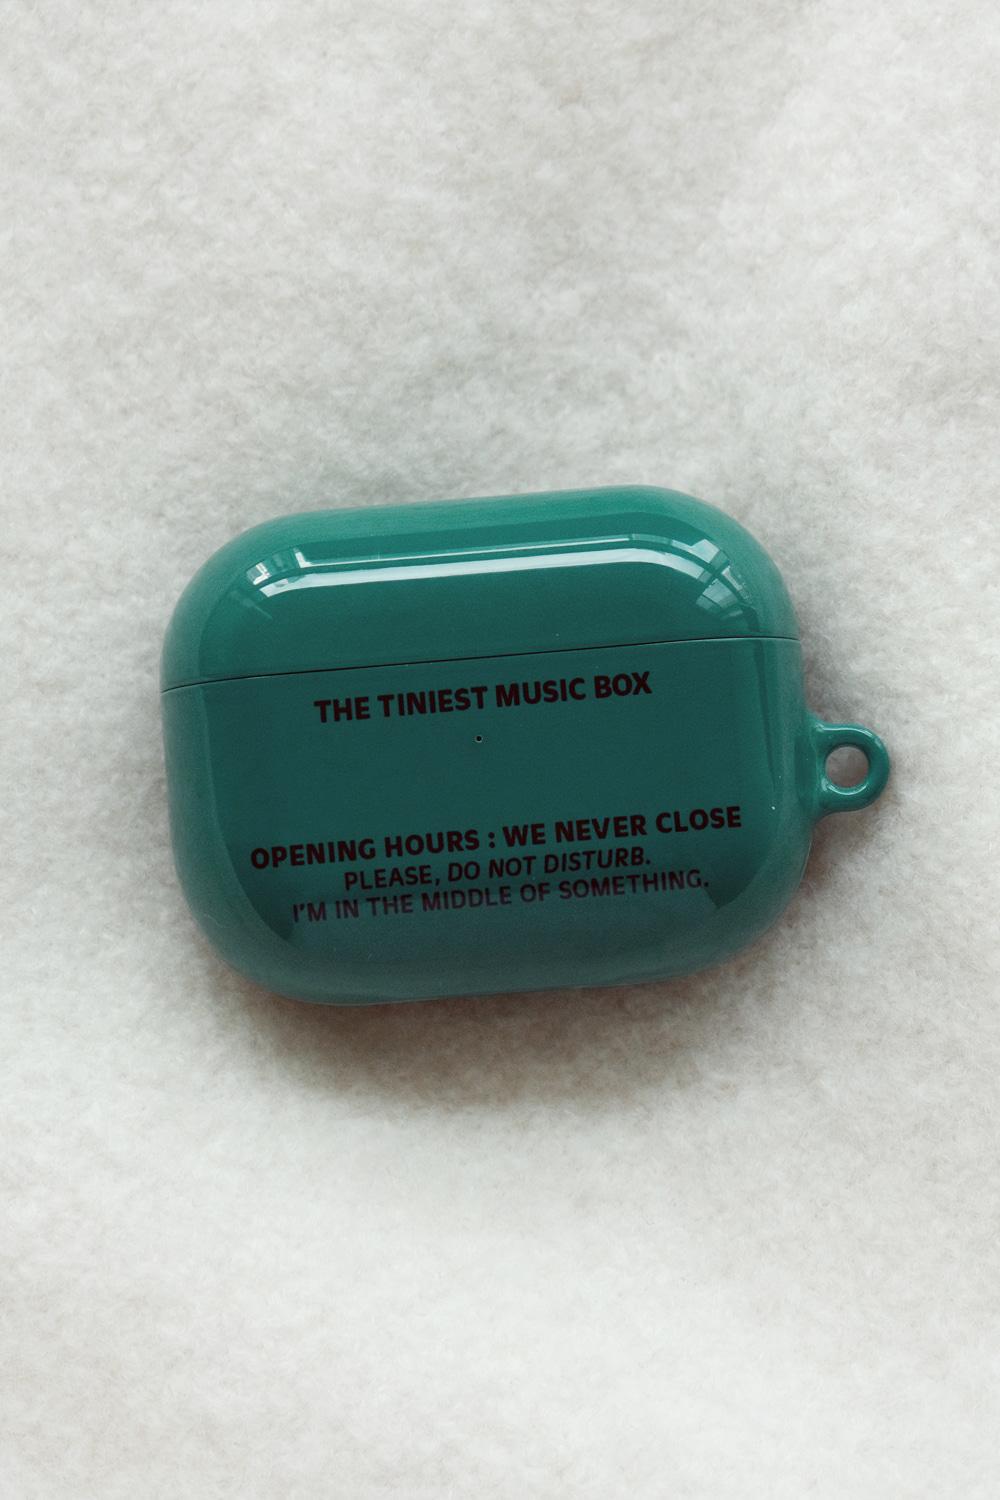 THE TINIEST MUSIC BOX
OPENING HOURS : WE NEVER CLOSE
PLEASE, DO NOT DISTURB.
I'M IN THE MIDDLE OF SOMETHING.